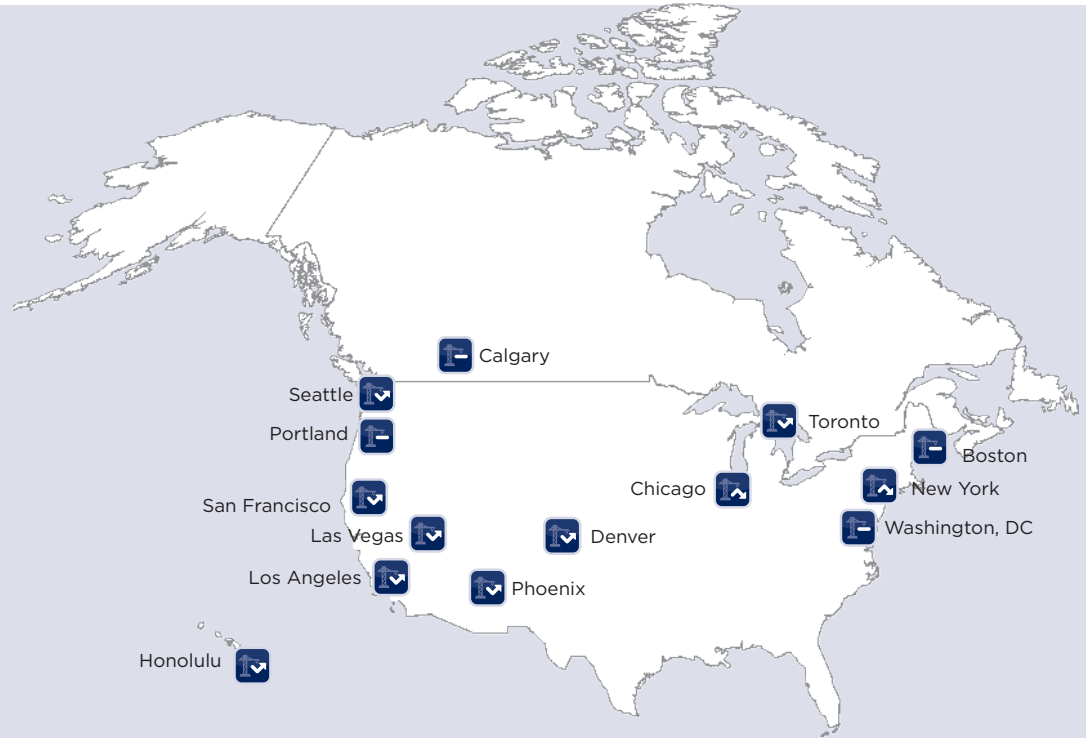 Calgary
Seattle
Toronto
Portland
Boston
Chicago
New York
San Francisco
Washington, DC
Las Vegas
Denver
Los Angeles
Phoenix
Honolulu